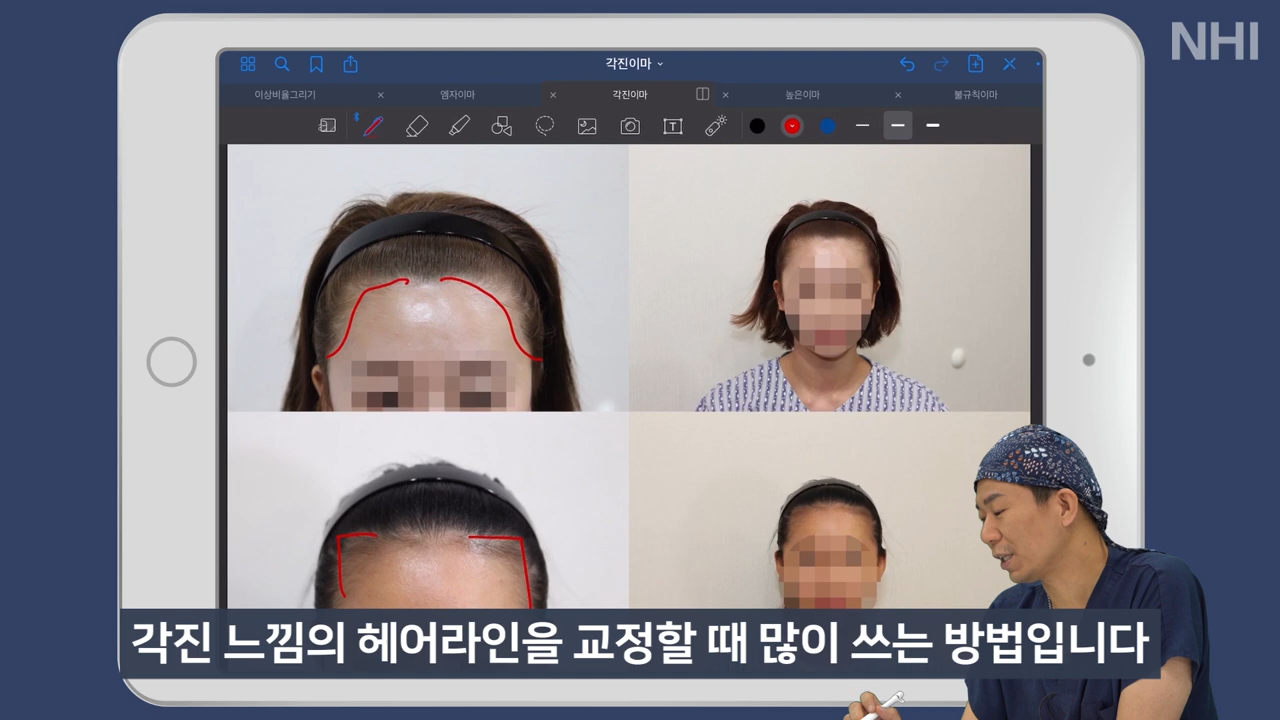 NHI
각진이마
이상비율그리기
엠자이마
각진이마
높은이마
불규칙이마
T
각진 느낌의 헤어라인을 교정할 때 많이 쓰는 방법입니다